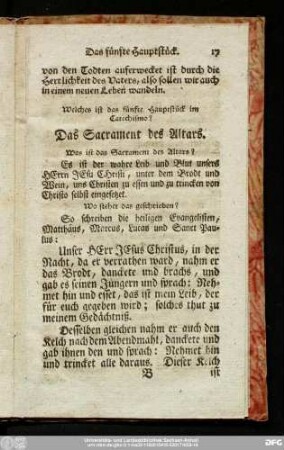 Das fünfte Hauptstück. 17
von den Todten auferwecket ist durch die
Herrlichkeit des Vaters, also sollen wir auch
in einem neuen Leben wandeln.
Welches ist das fünfte Hauptstück im
Catechismo?
Das Sacrament des Altars.
Was ist das Sacrament des Altars?
Es ist der wahre Leib und Blut unsers
HErrn JEsu Christi, unter dem Brodt und
Wein, uns Christen zu essen und zu trincken von
Christo selbst eingesetzet.
Wo stehet das geschrieben?
So schreiben die heiligen Evangelisten,
Matthäus, Marcus, Lucas und Sanct Pau-
lus:
Unser HErr JEsus Christus, in der
Nacht, da er verrathen ward, nahm er
das Brodt, danckete und brachs, und
gab es seinen Jüngern und sprach: Neh-
met hin und esset, das ist mein Leib, der
für euch gegeben wird; solches thut zu
meinem Gedächtniß.
Desselben gleichen nahm er auch den
Kelch nach dem Abendmahl, danckete und
gab ihnen den und sprach: Nehmet hin
und trincket alle daraus. Dieser Kelch
B ist
Universitäts- und Landesbibliothek Sachsen-Anhalt
DFG